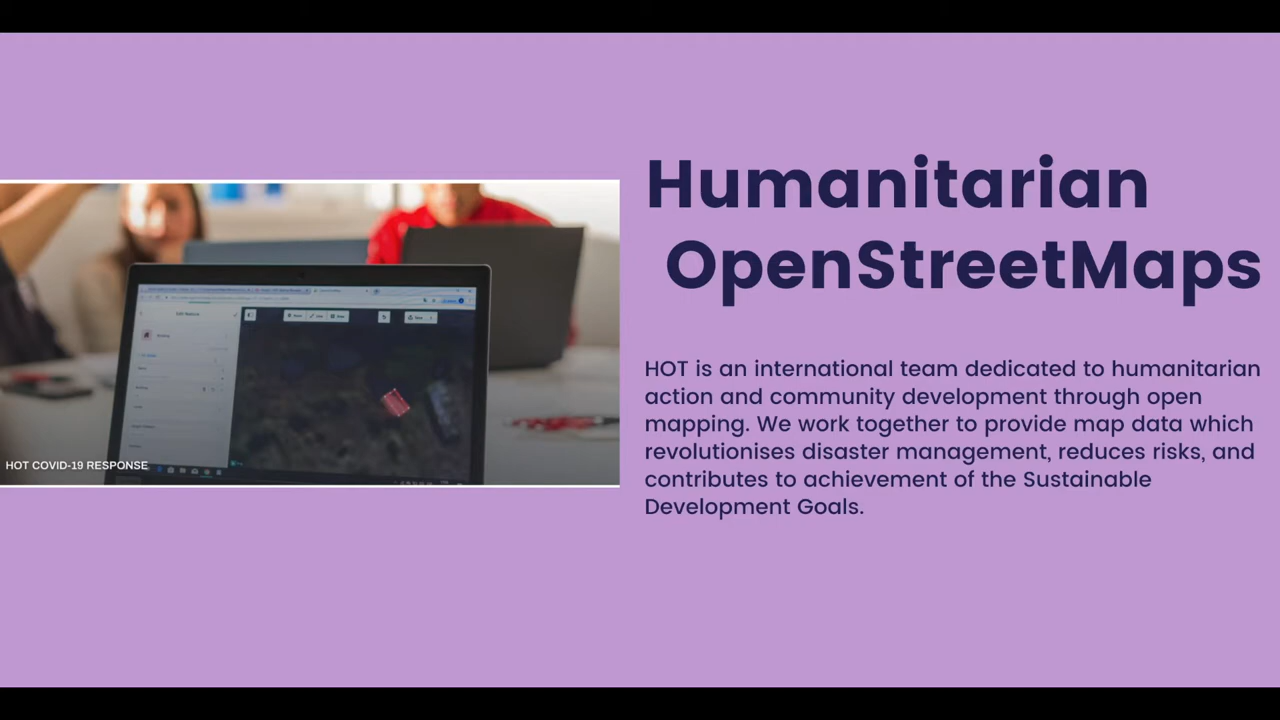 Humanitarian
OpenStreetMaps
HOT is an international team dedicated to humanitarian
action and community development through open
mapping. We work together to provide map data which
revolutionises disaster management, reduces risks, and
contributes to achievement of the Sustainable
Development Goals.
HOT COVID-19 RESPONSE